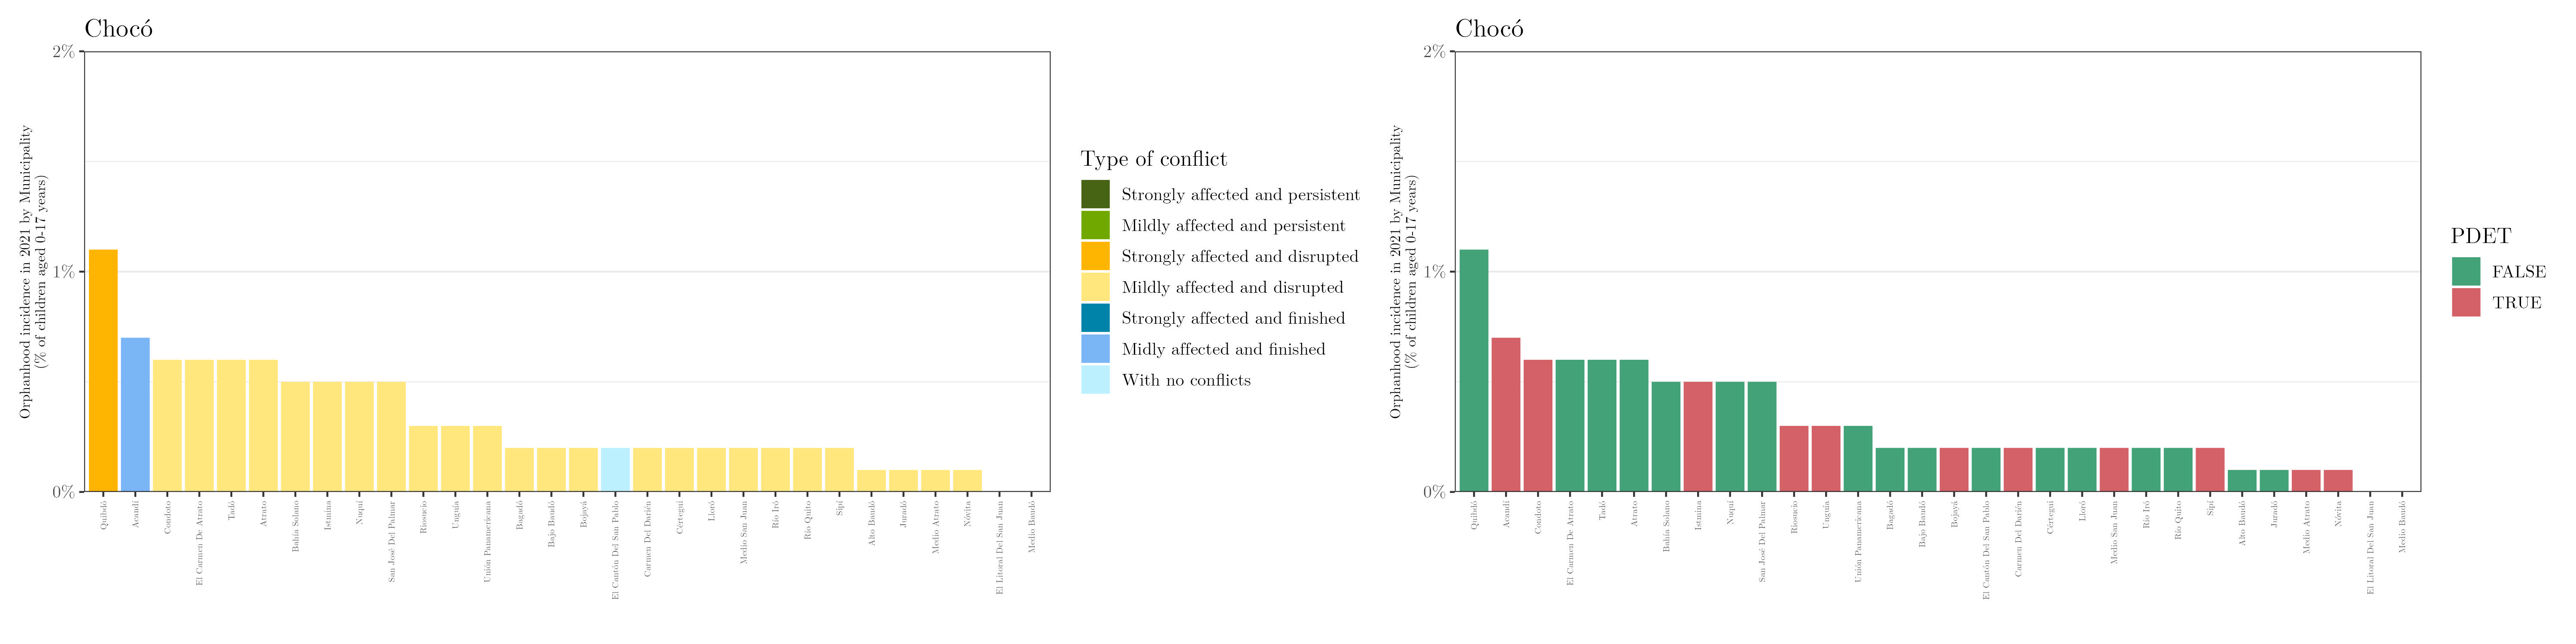 Chocó
2%
1%
0%
Orphanhood incidence in 2021 by Municipality
(% of children aged 0-17 years)
Quibdó
Acandí
Condoto
El Carmen De Atrato
Tadó
Atrato
Bahía Solano
Istmina
Nuquí
San José Del Palmar
Riosucio
Unguía
Unión Panamericana
Bagadó
Bajo Baudó
Bojayá
El Cantón Del San Pablo
Carmen Del Darién
Cértegui
Lloró
Medio San Juan
Río Iró
Río Quito
Sipí
Alto Baudó
Juradó
Medio Atrato
Nóvita
El Litoral Del San Juan
Medio Baudó
Type of conflict
Strongly affected and persistent
Mildly affected and persistent
Strongly affected and disrupted
Mildly affected and disrupted
Strongly affected and finished
Midly affected and finished
With no conflicts
Chocó
2%
1%
0%
Orphanhood incidence in 2021 by Municipality
(% of children aged 0-17 years)
Quibdó
Acandí
Condoto
El Carmen De Atrato
Tadó
Atrato
Bahía Solano
Istmina
Nuquí
San José Del Palmar
Riosucio
Unguía
Unión Panamericana
Bagadó
Bajo Baudó
Bojayá
El Cantón Del San Pablo
Carmen Del Darién
Cértegui
Lloró
Medio San Juan
Río Iró
Río Quito
Sipí
Alto Baudó
Juradó
Medio Atrato
Nóvita
El Litoral Del San Juan
Medio Baudó
PDET
FALSE
TRUE